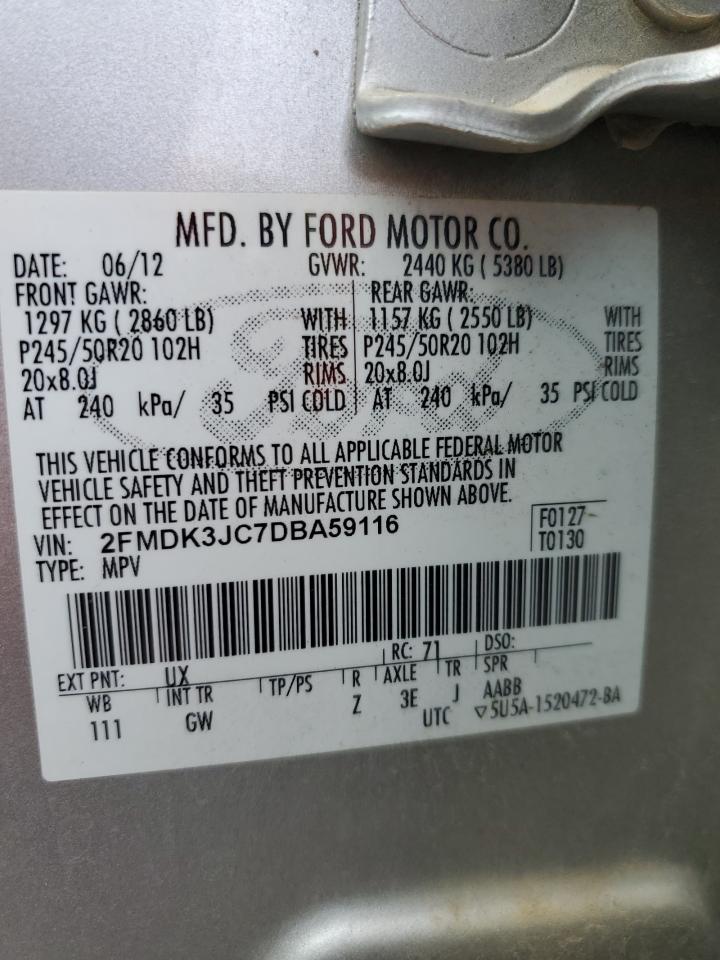 MFD. BY FORD MOTOR CO.
DATE: 06/12 GVWR: 2440 KG ( 5380 LB)
FRONT GAWR: REAR GAWR:
1297 KG ( 2860 LB) WITH 1157 KG ( 2550 LB) WITH
P245/50R20 102H TIRES P245/50R20 102H TIRES
20x8.0J RIMS 20x8.0J RIMS
AT 240 kPa/ 35 PSI COLD AT 240 kPa/ 35 PSI COLD
THIS VEHICLE CONFORMS TO ALL APPLICABLE FEDERAL MOTOR
VEHICLE SAFETY AND THEFT PREVENTION STANDARDS IN
EFFECT ON THE DATE OF MANUFACTURE SHOWN ABOVE.
VIN: 2FMDK3JC7DBA59116 F0127
TYPE: MPV T0130
EXT PNT: UX RC: 71 DSO:
WB INT TR TP/PS R AXLE TR SPR
111 GW Z 3E J AABB
UTC ▽5U5A-1520472-BA